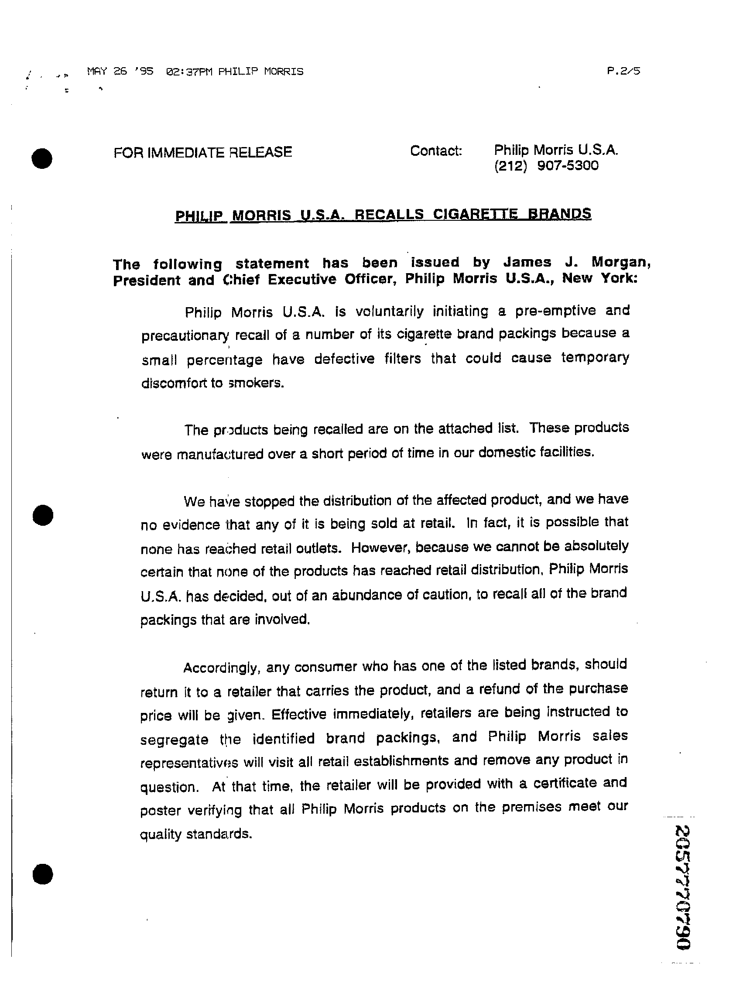 MAY 26 '95 02:37PM PHILIP MORRIS P.2/5
FOR IMMEDIATE RELEASE Contact: Philip Morris U.S.A.
(212) 907-5300
PHILIP MORRIS U.S.A. RECALLS CIGARETTE BRANDS
The following statement has been issued by James J. Morgan,
President and Chief Executive Officer, Philip Morris U.S.A., New York:
Philip Morris U.S.A. is voluntarily initiating a pre-emptive and
precautionary recall of a number of its cigarette brand packings because a
small percentage have defective filters that could cause temporary
discomfort to smokers.
The products being recalled are on the attached list. These products
were manufactured over a short period of time in our domestic facilities.
We have stopped the distribution of the affected product, and we have
no evidence that any of it is being sold at retail. In fact, it is possible that
none has reached retail outlets. However, because we cannot be absolutely
certain that none of the products has reached retail distribution, Philip Morris
U.S.A. has decided, out of an abundance of caution, to recall all of the brand
packings that are involved.
Accordingly, any consumer who has one of the listed brands, should
return it to a retailer that carries the product, and a refund of the purchase
price will be given. Effective immediately, retailers are being instructed to
segregate the identified brand packings, and Philip Morris sales
representatives will visit all retail establishments and remove any product in
question. At that time, the retailer will be provided with a certificate and
poster verifying that all Philip Morris products on the premises meet our
quality standards.
2057770790